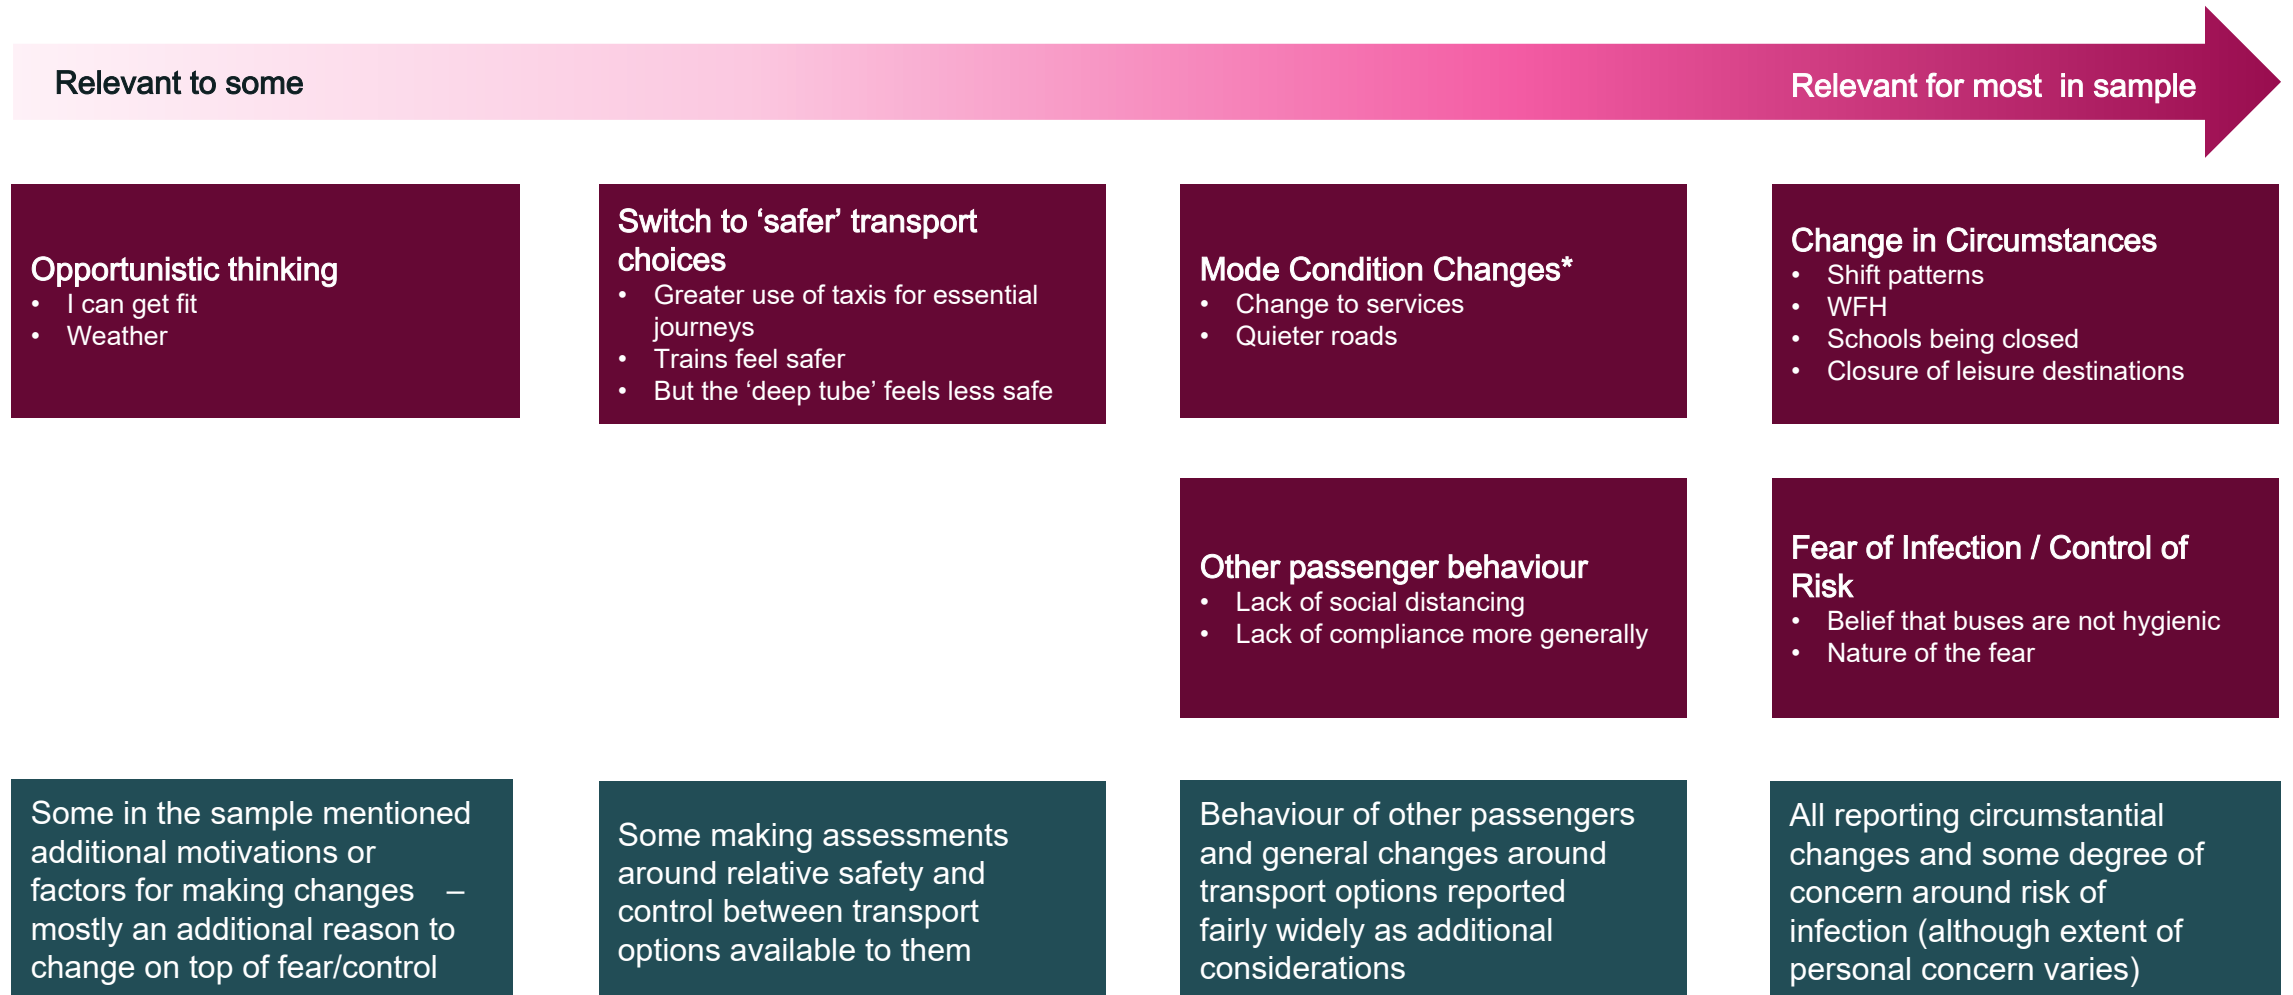 Relevant to some
Relevant for most in sample
Opportunistic thinking
• I can get fit
• Weather
Switch to ‘safer’ transport
choices
• Greater use of taxis for essential
journeys
• Trains feel safer
• But the ‘deep tube’ feels less safe
Mode Condition Changes*
• Change to services
• Quieter roads
Change in Circumstances
• Shift patterns
• WFH
• Schools being closed
• Closure of leisure destinations
Other passenger behaviour
• Lack of social distancing
• Lack of compliance more generally
Fear of Infection / Control of
Risk
• Belief that buses are not hygienic
• Nature of the fear
Some in the sample mentioned
additional motivations or
factors for making changes –
mostly an additional reason to
change on top of fear/control
Some making assessments
around relative safety and
control between transport
options available to them
Behaviour of other passengers
and general changes around
transport options reported
fairly widely as additional
considerations
All reporting circumstantial
changes and some degree of
concern around risk of
infection (although extent of
personal concern varies)